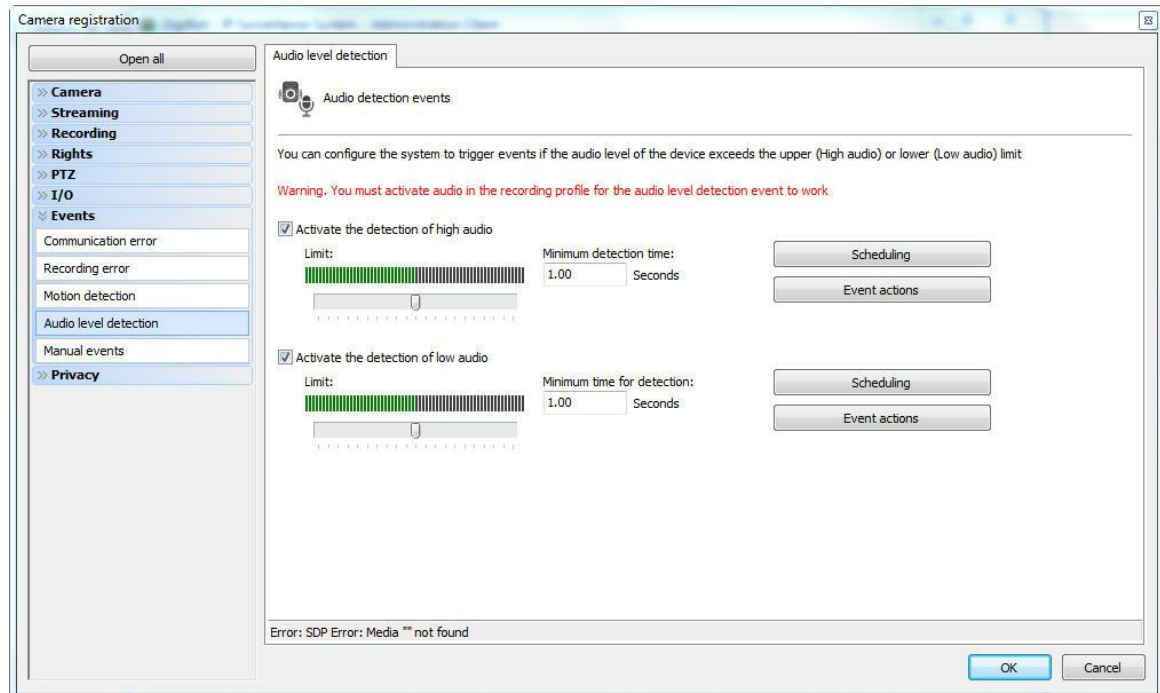 Camera registration
Open all
Camera
Streaming
Recording
Rights
PTZ
I/O
Events
Communication error
Recording error
Motion detection
Audio level detection
Manual events
Privacy
Audio level detection
Audio detection events
You can configure the system to trigger events if the audio level of the device exceeds the upper (High audio) or lower (Low audio) limit
Warning. You must activate audio in the recording profile for the audio level detection event to work
Activate the detection of high audio
Limit:
Minimum detection time:
1.00 Seconds
Scheduling
Event actions
Activate the detection of low audio
Limit:
Minimum time for detection:
1.00 Seconds
Scheduling
Event actions
Error: SDP Error: Media "" not found
OK Cancel